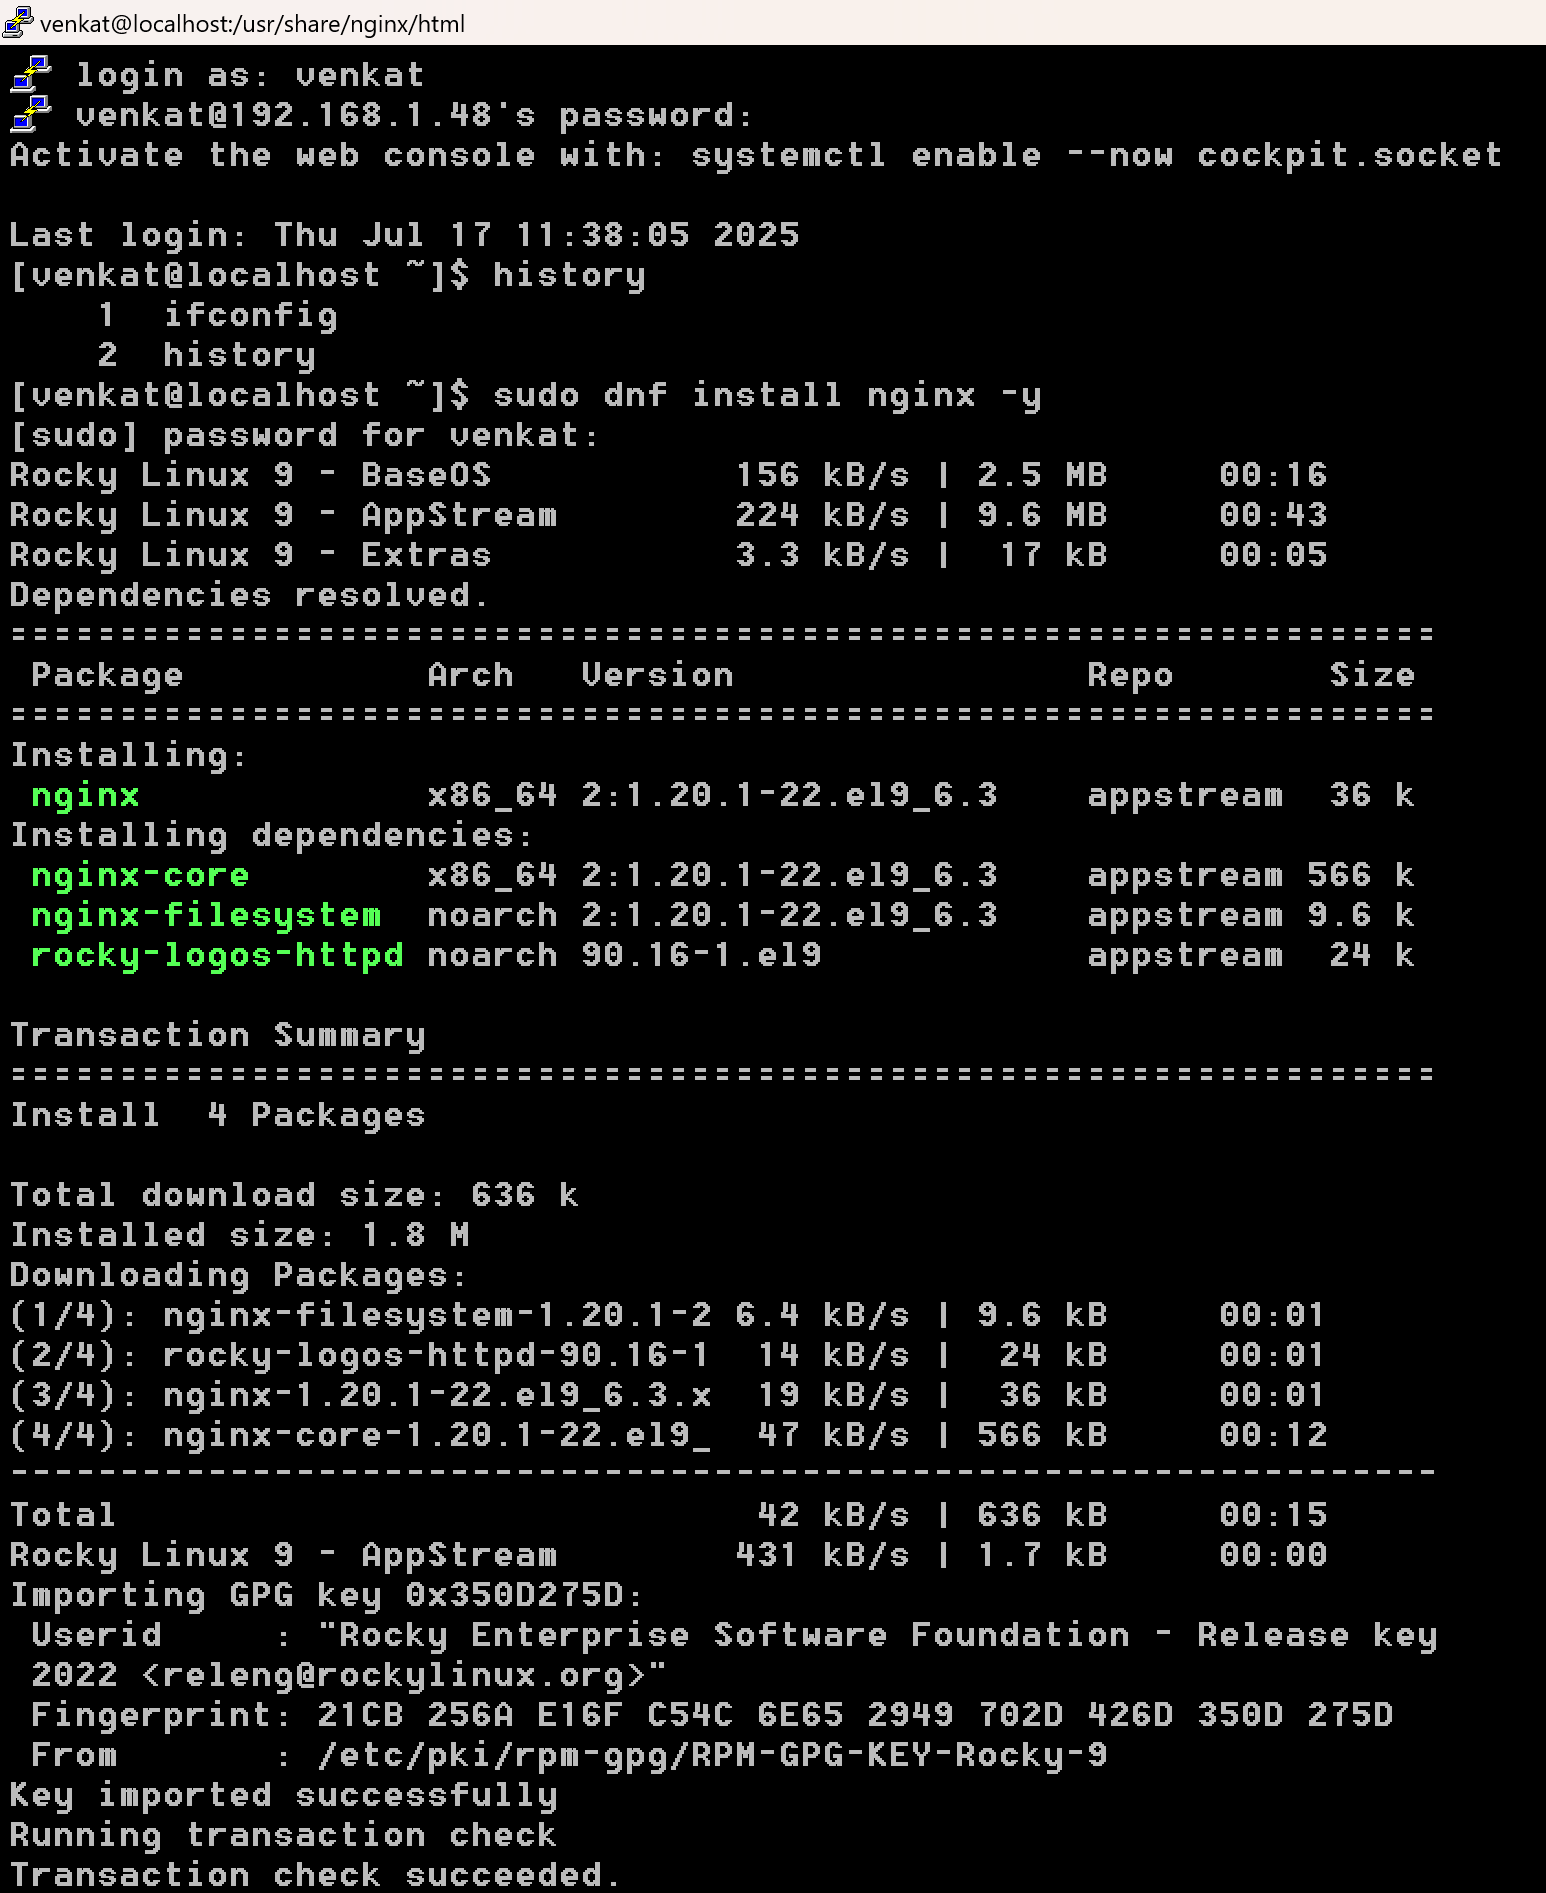 venkat@localhost:/usr/share/nginx/html
login as: venkat
venkat@192.168.1.48's password:
Activate the web console with: systemctl enable --now cockpit.socket
Last login: Thu Jul 17 11:38:05 2025
[venkat@localhost ~]$ history
    1  ifconfig
    2  history
[venkat@localhost ~]$ sudo dnf install nginx -y
[sudo] password for venkat:
Rocky Linux 9 - BaseOS           156 kB/s | 2.5 MB     00:16
Rocky Linux 9 - AppStream        224 kB/s | 9.6 MB     00:43
Rocky Linux 9 - Extras           3.3 kB/s |  17 kB     00:05
Dependencies resolved.
=================================================================
 Package           Arch   Version                Repo       Size
=================================================================
Installing:
 nginx             x86_64 2:1.20.1-22.el9_6.3    appstream  36 k
Installing dependencies:
 nginx-core        x86_64 2:1.20.1-22.el9_6.3    appstream 566 k
 nginx-filesystem  noarch 2:1.20.1-22.el9_6.3    appstream 9.6 k
 rocky-logos-httpd noarch 90.16-1.el9            appstream  24 k
Transaction Summary
=================================================================
Install  4 Packages
Total download size: 636 k
Installed size: 1.8 M
Downloading Packages:
(1/4): nginx-filesystem-1.20.1-2 6.4 kB/s | 9.6 kB     00:01
(2/4): rocky-logos-httpd-90.16-1  14 kB/s |  24 kB     00:01
(3/4): nginx-1.20.1-22.el9_6.3.x  19 kB/s |  36 kB     00:01
(4/4): nginx-core-1.20.1-22.el9_  47 kB/s | 566 kB     00:12
-----------------------------------------------------------------
Total                             42 kB/s | 636 kB     00:15
Rocky Linux 9 - AppStream        431 kB/s | 1.7 kB     00:00
Importing GPG key 0x350D275D:
 Userid     : "Rocky Enterprise Software Foundation - Release key
 2022 <releng@rockylinux.org>"
 Fingerprint: 21CB 256A E16F C54C 6E65 2949 702D 426D 350D 275D
 From       : /etc/pki/rpm-gpg/RPM-GPG-KEY-Rocky-9
Key imported successfully
Running transaction check
Transaction check succeeded.